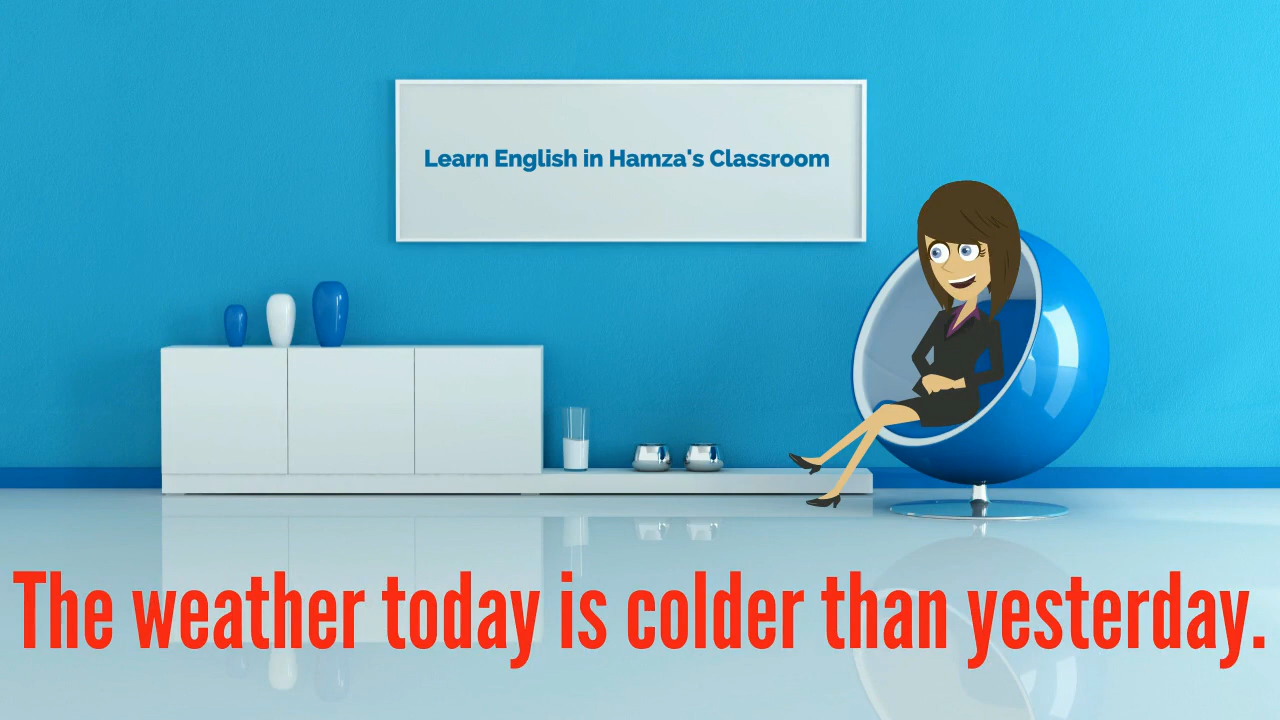 Learn English in Hamza's Classroom
The weather today is colder than yesterday.